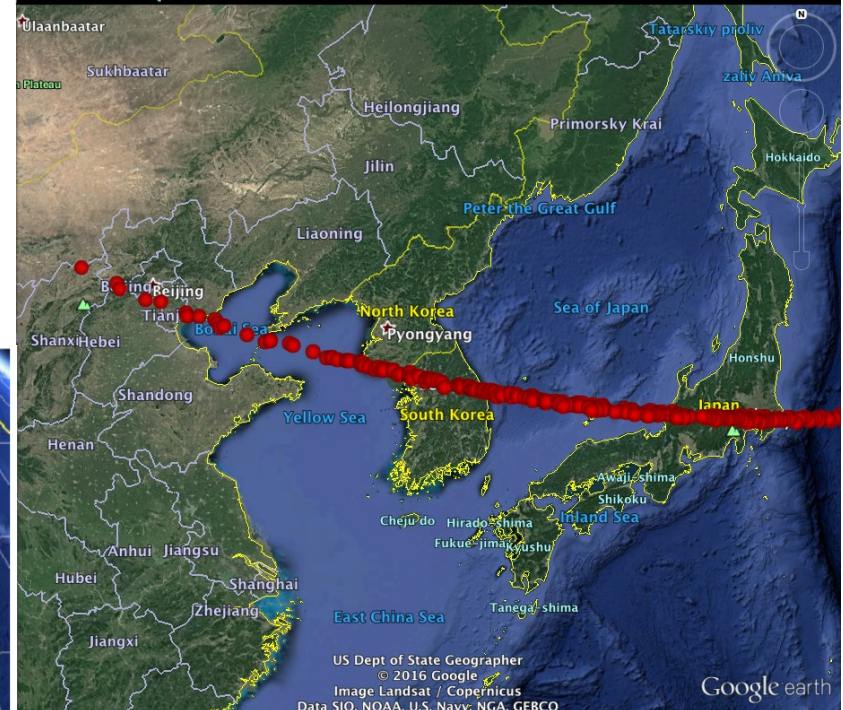 Ulaanbaatar
Tatarskiy proliv
N
Sukhbaatar
zaliv Aniva
n Plateau
Heilongjiang
Primorsky Krai
Hokkaido
Jilin
Peter the Great Gulf
Liaoning
Beijing
North Korea
Sea of Japan
Tianj
Bohai Sea
Pyongyang
Shanxi
Hebei
Honshu
Shandong
Japan
Yellow Sea
South Korea
Henan
Awaji-shima
Shikoku
Cheju do
Hirado-shima
Inland Sea
Fukue-jima
Kyushu
Anhui
Jiangsu
Hubei
Shanghai
Zhejiang
Tanega-shima
East China Sea
Jiangxi
US Dept of State Geographer
© 2016 Google
Image Landsat / Copernicus
Data SIO, NOAA, U.S. Navy, NGA, GEBCO
Google earth